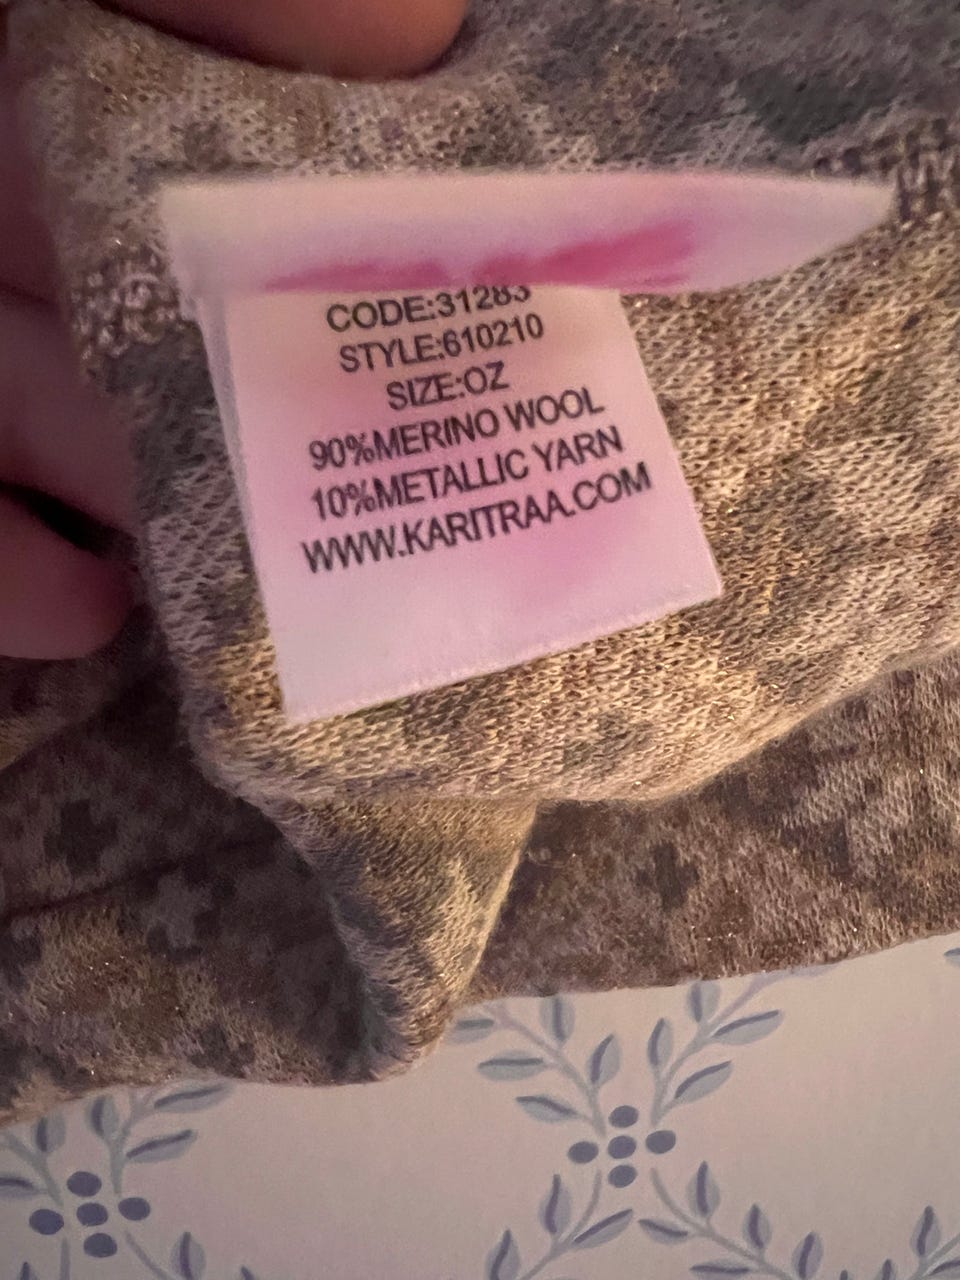 CODE:31283
STYLE:610210
SIZE:OZ
90%MERINO WOOL
10%METALLIC YARN
WWW.KARITRAA.COM